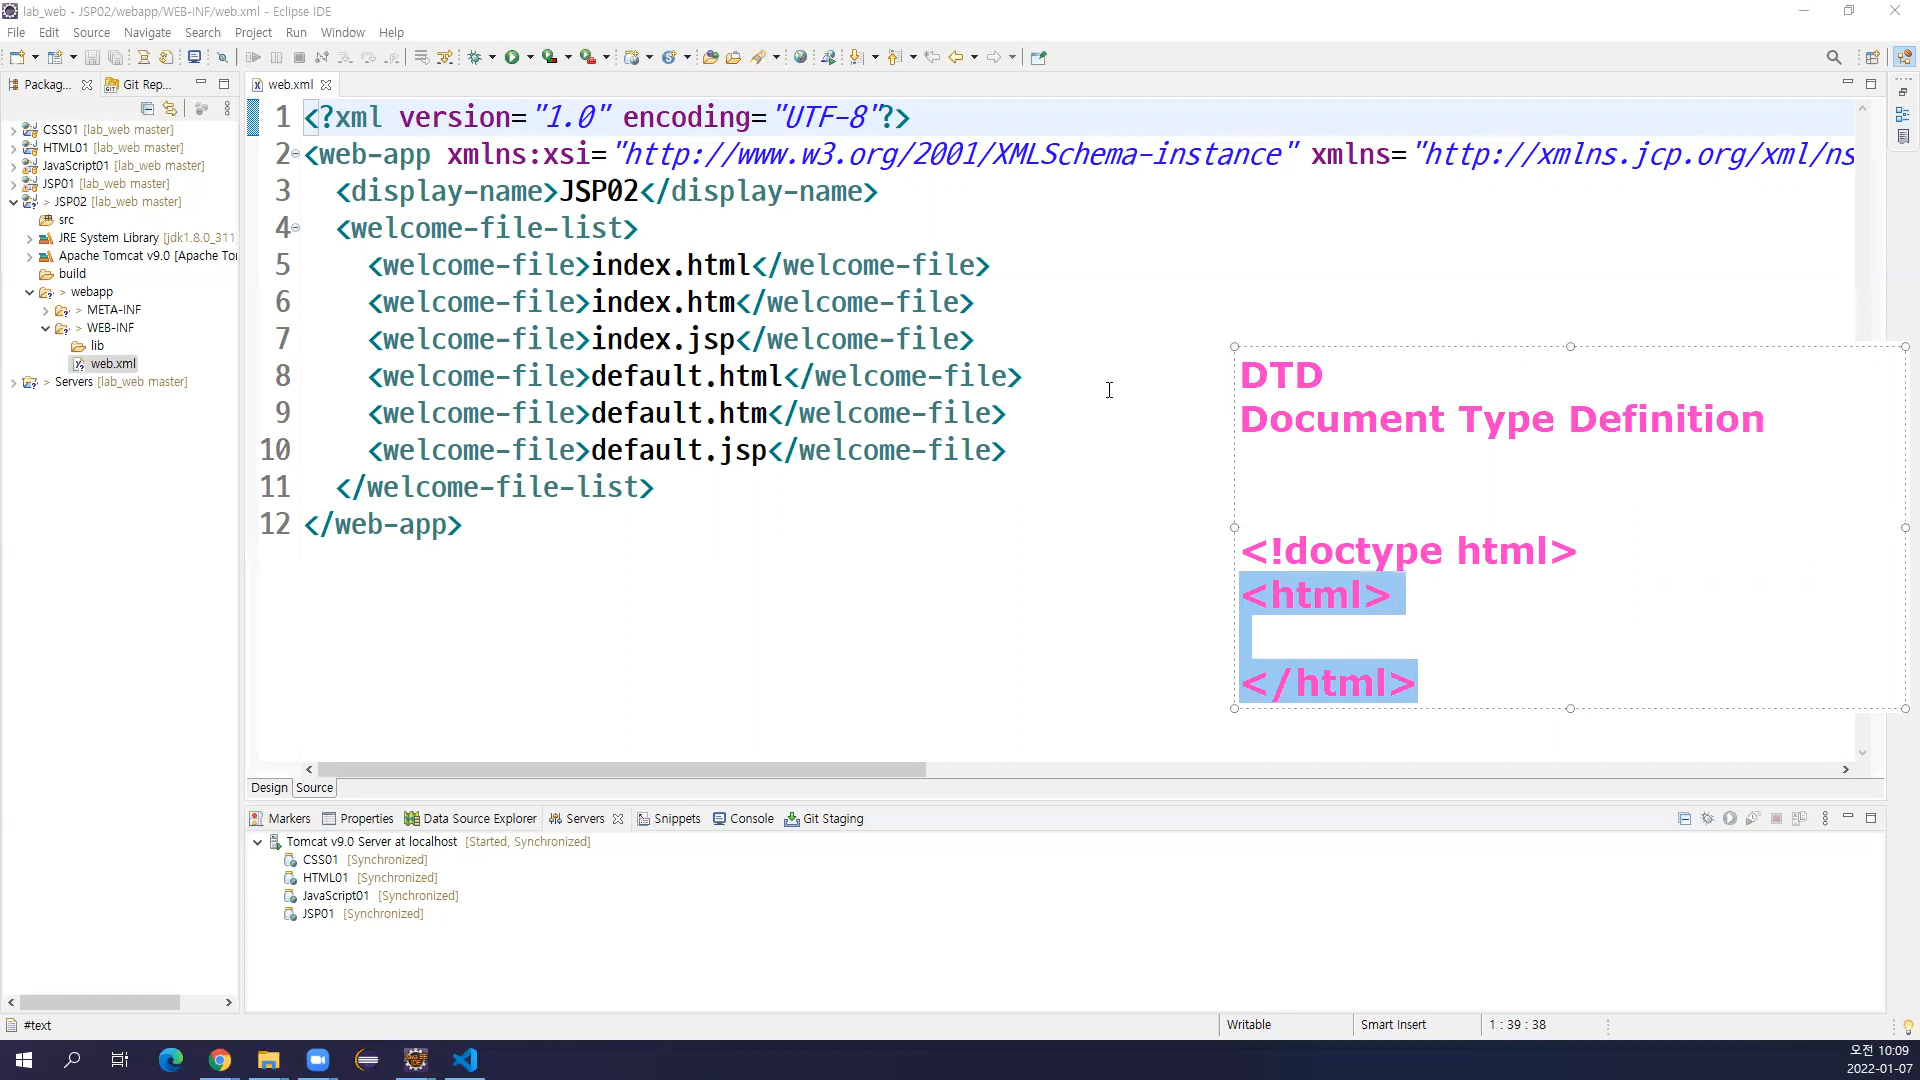 lab_web - JSP02/webapp/WEB-INF/web.xml - Eclipse IDE
File Edit Source Navigate Search Project Run Window Help
Packag... Git Rep... web.xml
CSS01 [lab_web master]
HTML01 [lab_web master]
JavaScript01 [lab_web master]
JSP01 [lab_web master]
> JSP02 [lab_web master]
src
JRE System Library [jdk1.8.0_311]
Apache Tomcat v9.0 [Apache To
build
> webapp
> META-INF
> WEB-INF
lib
web.xml
> Servers [lab_web master]
1 <?xml version="1.0" encoding="UTF-8"?>
2 <web-app xmlns:xsi="http://www.w3.org/2001/XMLSchema-instance" xmlns="http://xmlns.jcp.org/xml/ns
3 <display-name>JSP02</display-name>
4 <welcome-file-list>
5 <welcome-file>index.html</welcome-file>
6 <welcome-file>index.htm</welcome-file>
7 <welcome-file>index.jsp</welcome-file>
8 <welcome-file>default.html</welcome-file>
9 <welcome-file>default.htm</welcome-file>
10 <welcome-file>default.jsp</welcome-file>
11 </welcome-file-list>
12 </web-app>
DTD
Document Type Definition
<!doctype html>
<html>
</html>
Design Source
Markers Properties Data Source Explorer Servers Snippets Console Git Staging
Tomcat v9.0 Server at localhost [Started, Synchronized]
CSS01 [Synchronized]
HTML01 [Synchronized]
JavaScript01 [Synchronized]
JSP01 [Synchronized]
#text Writable Smart Insert 1 : 39 : 38
오전 10:09
2022-01-07